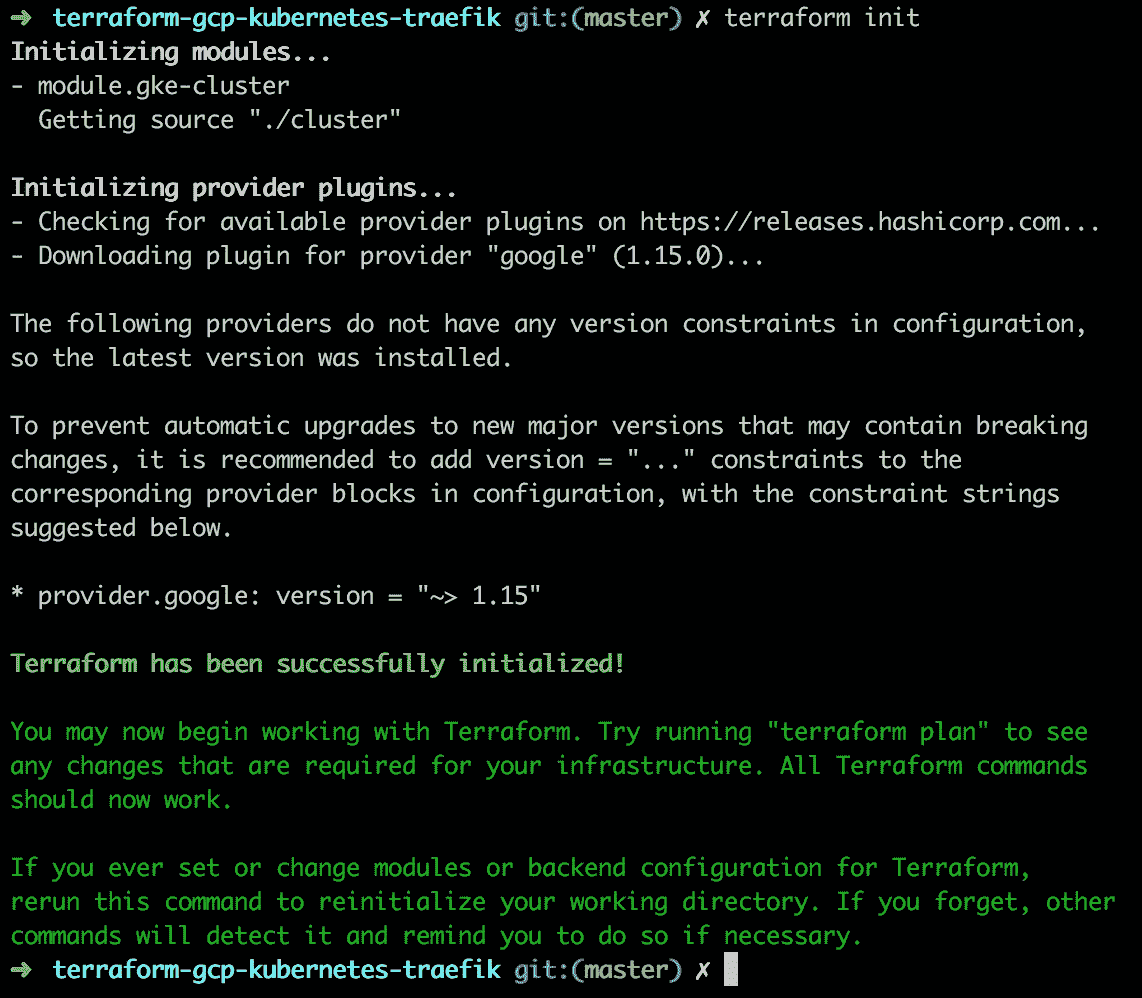 ➜ terraform-gcp-kubernetes-traefik git:(master) ✗ terraform init
Initializing modules...
- module.gke-cluster
  Getting source "./cluster"
Initializing provider plugins...
- Checking for available provider plugins on https://releases.hashicorp.com...
- Downloading plugin for provider "google" (1.15.0)...
The following providers do not have any version constraints in configuration,
so the latest version was installed.
To prevent automatic upgrades to new major versions that may contain breaking
changes, it is recommended to add version = "..." constraints to the
corresponding provider blocks in configuration, with the constraint strings
suggested below.
* provider.google: version = "~> 1.15"
Terraform has been successfully initialized!
You may now begin working with Terraform. Try running "terraform plan" to see
any changes that are required for your infrastructure. All Terraform commands
should now work.
If you ever set or change modules or backend configuration for Terraform,
rerun this command to reinitialize your working directory. If you forget, other
commands will detect it and remind you to do so if necessary.
➜ terraform-gcp-kubernetes-traefik git:(master) ✗